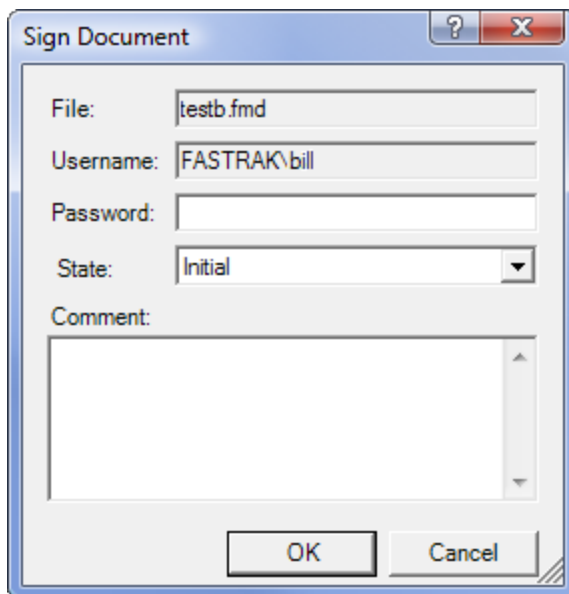 Sign Document
?
X
File: testb.fmd
Username: FASTRAK\bill
Password:
State: Initial
Comment:
OK Cancel